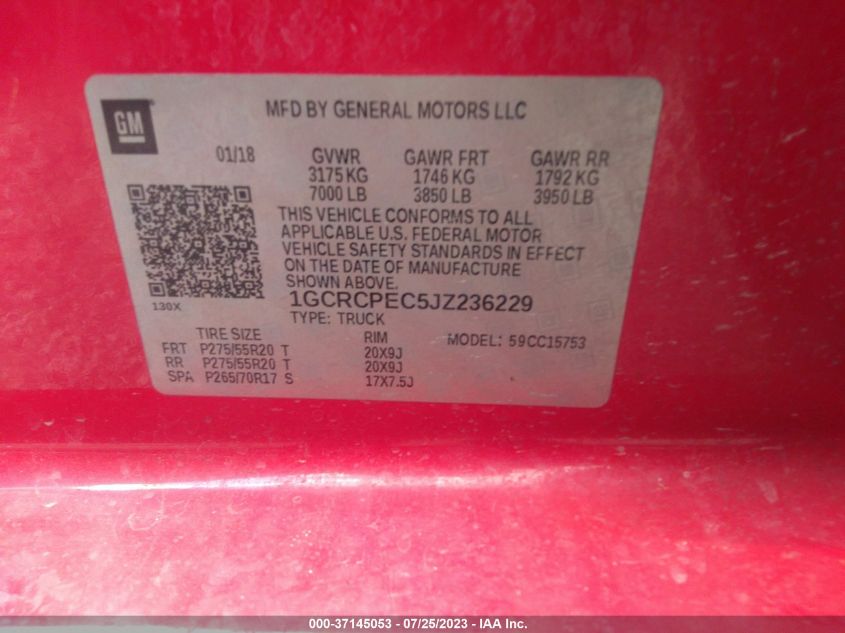 GM
MFD BY GENERAL MOTORS LLC
01/18 GVWR GAWR FRT GAWR RR
3175 KG 1746 KG 1792 KG
7000 LB 3850 LB 3950 LB
THIS VEHICLE CONFORMS TO ALL
APPLICABLE U.S. FEDERAL MOTOR
VEHICLE SAFETY STANDARDS IN EFFECT
ON THE DATE OF MANUFACTURE
SHOWN ABOVE.
130X
1GCRCPEC5JZ236229
TYPE: TRUCK
TIRE SIZE RIM MODEL: 59CC15753
FRT P275/55R20 T 20X9J
RR P275/55R20 T 20X9J
SPA P265/70R17 S 17X7.5J
000-37145053 - 07/25/2023 - IAA Inc.